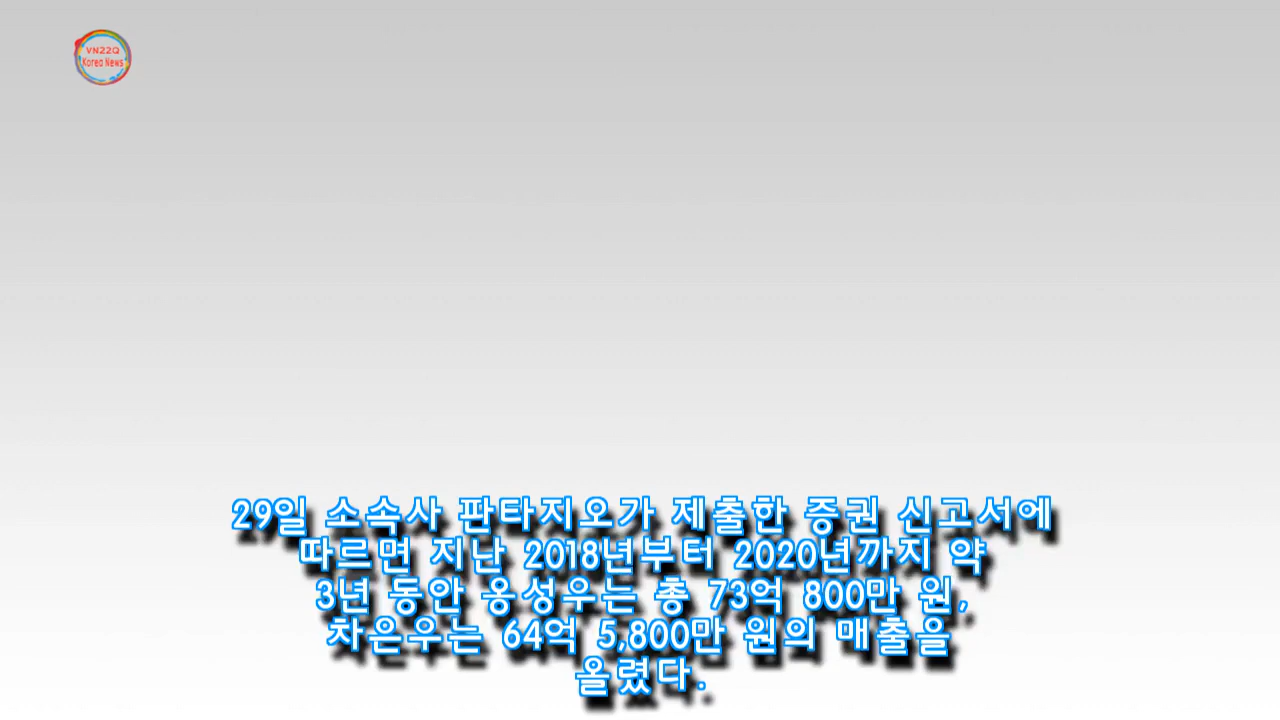 VN22Q
Korea News
29일 소속사 판타지오가 제출한 증권 신고서에
따르면 지난 2018년부터 2020년까지 약
3년 동안 옹성우는 총 73억 800만 원,
차은우는 64억 5,800만 원의 매출을
올렸다.